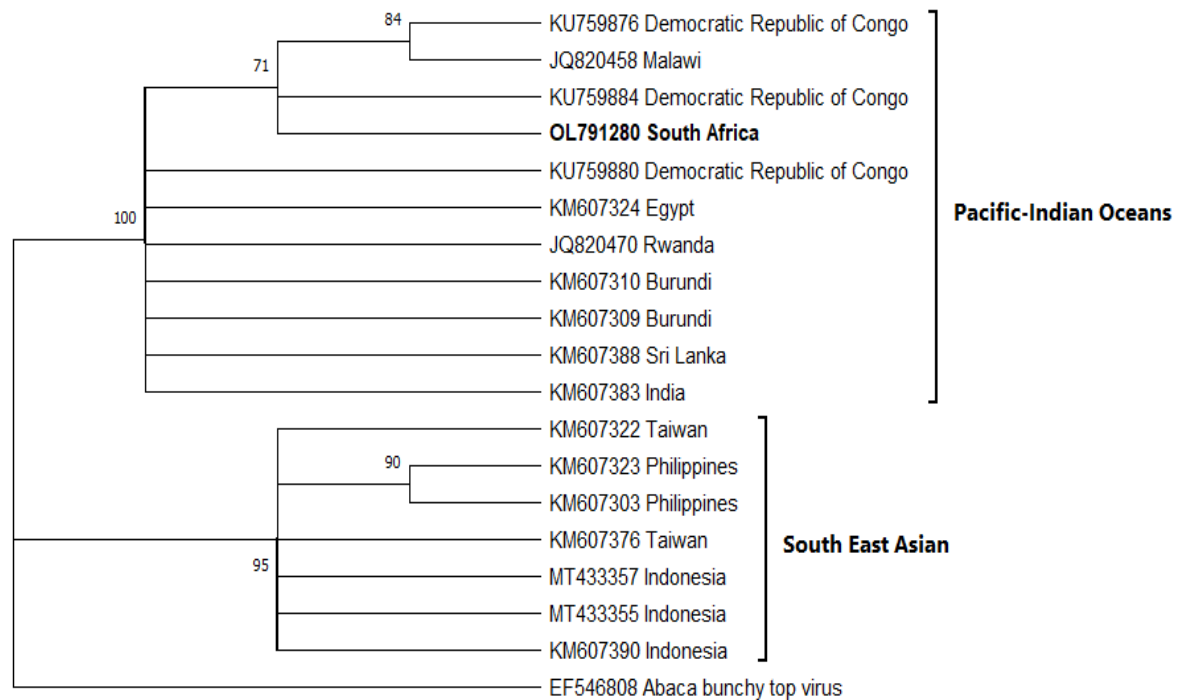 84
KU759876 Democratic Republic of Congo
JQ820458 Malawi
71
KU759884 Democratic Republic of Congo
OL791280 South Africa
KU759880 Democratic Republic of Congo
100
KM607324 Egypt
Pacific-Indian Oceans
JQ820470 Rwanda
KM607310 Burundi
KM607309 Burundi
KM607388 Sri Lanka
KM607383 India
KM607322 Taiwan
90
KM607323 Philippines
KM607303 Philippines
KM607376 Taiwan
South East Asian
95
MT433357 Indonesia
MT433355 Indonesia
KM607390 Indonesia
EF546808 Abaca bunchy top virus